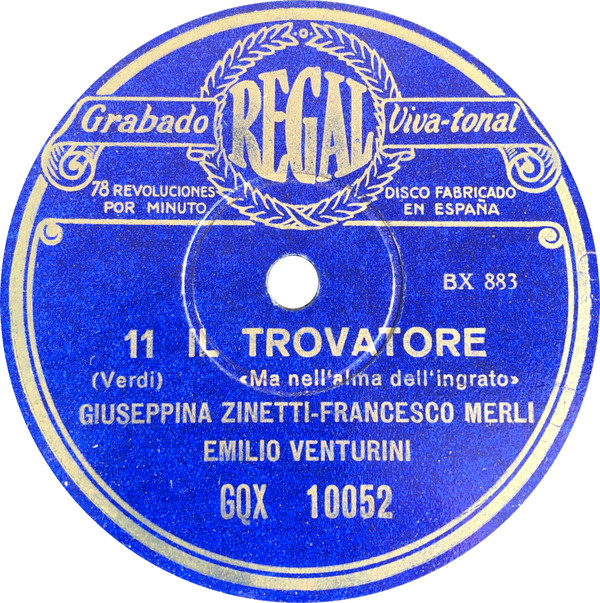 REGAL
Grabado Viva-tonal
78 REVOLUCIONES POR MINUTO
DISCO FABRICADO EN ESPAÑA
BX 883
11 IL TROVATORE
(Verdi) «Ma nell'alma dell'ingrato»
GIUSEPPINA ZINETTI-FRANCESCO MERLI
EMILIO VENTURINI
GQX 10052